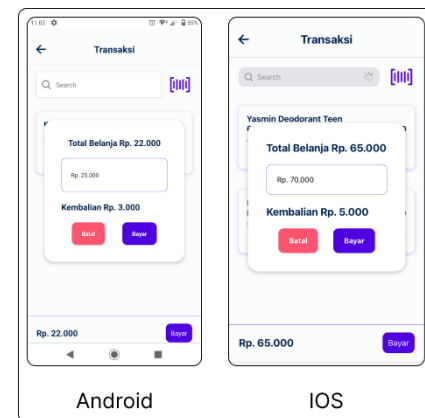 11.02
55%
Transaksi
Search
Y
Total Belanja Rp. 22.000
Rp. 25.000
Kembalian Rp. 3.000
Batal Bayar
Rp. 22.000 Bayar
Android
Transaksi
Search
Yasmin Deodorant Teen
Total Belanja Rp. 65.000
Rp. 70.000
Kembalian Rp. 5.000
Batal Bayar
Rp. 65.000 Bayar
IOS